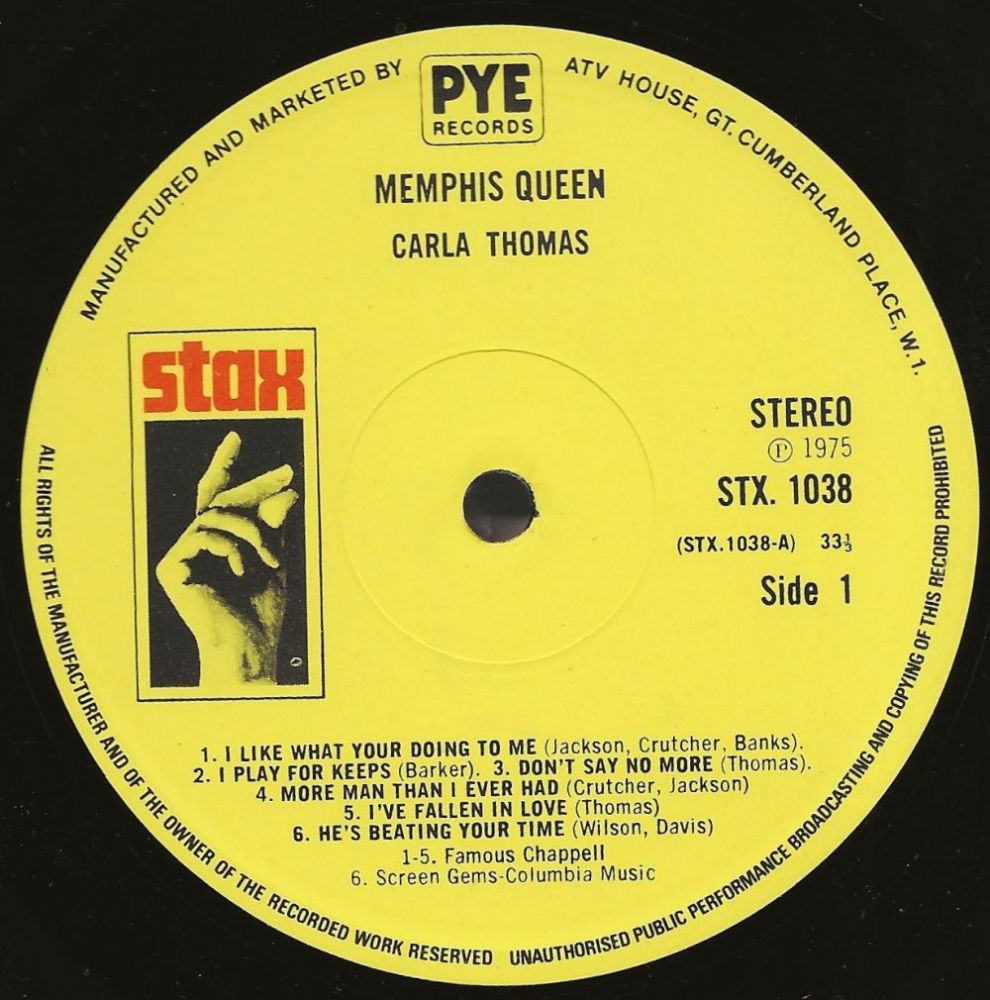 MANUFACTURED AND MARKETED BY PYE RECORDS ATV HOUSE, GT. CUMBERLAND PLACE, W.1.
MEMPHIS QUEEN
CARLA THOMAS
stax
STEREO
℗ 1975
STX. 1038
(STX.1038-A) 33⅓
Side 1
1. I LIKE WHAT YOUR DOING TO ME (Jackson, Crutcher, Banks).
2. I PLAY FOR KEEPS (Barker). 3. DON'T SAY NO MORE (Thomas).
4. MORE MAN THAN I EVER HAD (Crutcher, Jackson)
5. I'VE FALLEN IN LOVE (Thomas)
6. HE'S BEATING YOUR TIME (Wilson, Davis)
1-5. Famous Chappell
6. Screen Gems-Columbia Music
ALL RIGHTS OF THE MANUFACTURER AND OF THE OWNER OF THE RECORDED WORK RESERVED UNAUTHORISED PUBLIC PERFORMANCE BROADCASTING AND COPYING OF THIS RECORD PROHIBITED